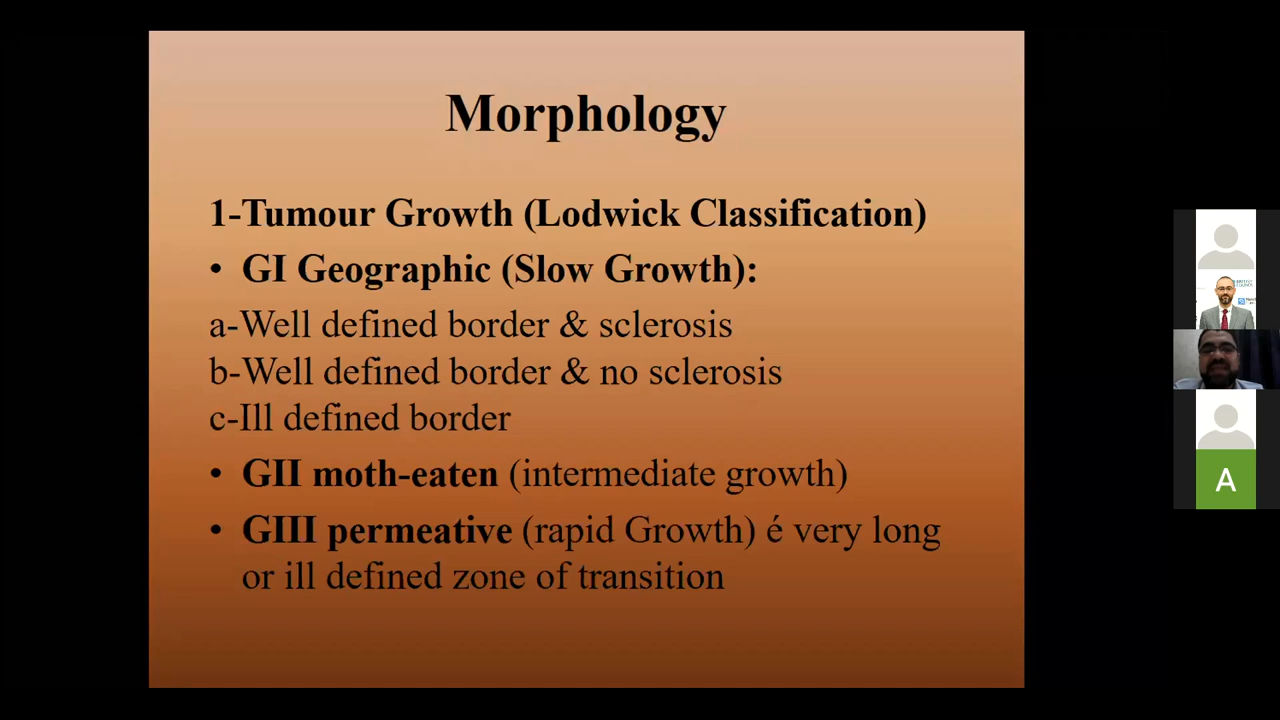 Morphology
1-Tumour Growth (Lodwick Classification)
• GI Geographic (Slow Growth):
a-Well defined border & sclerosis
b-Well defined border & no sclerosis
c-Ill defined border
• GII moth-eaten (intermediate growth)
• GIII permeative (rapid Growth) é very long
or ill defined zone of transition
A